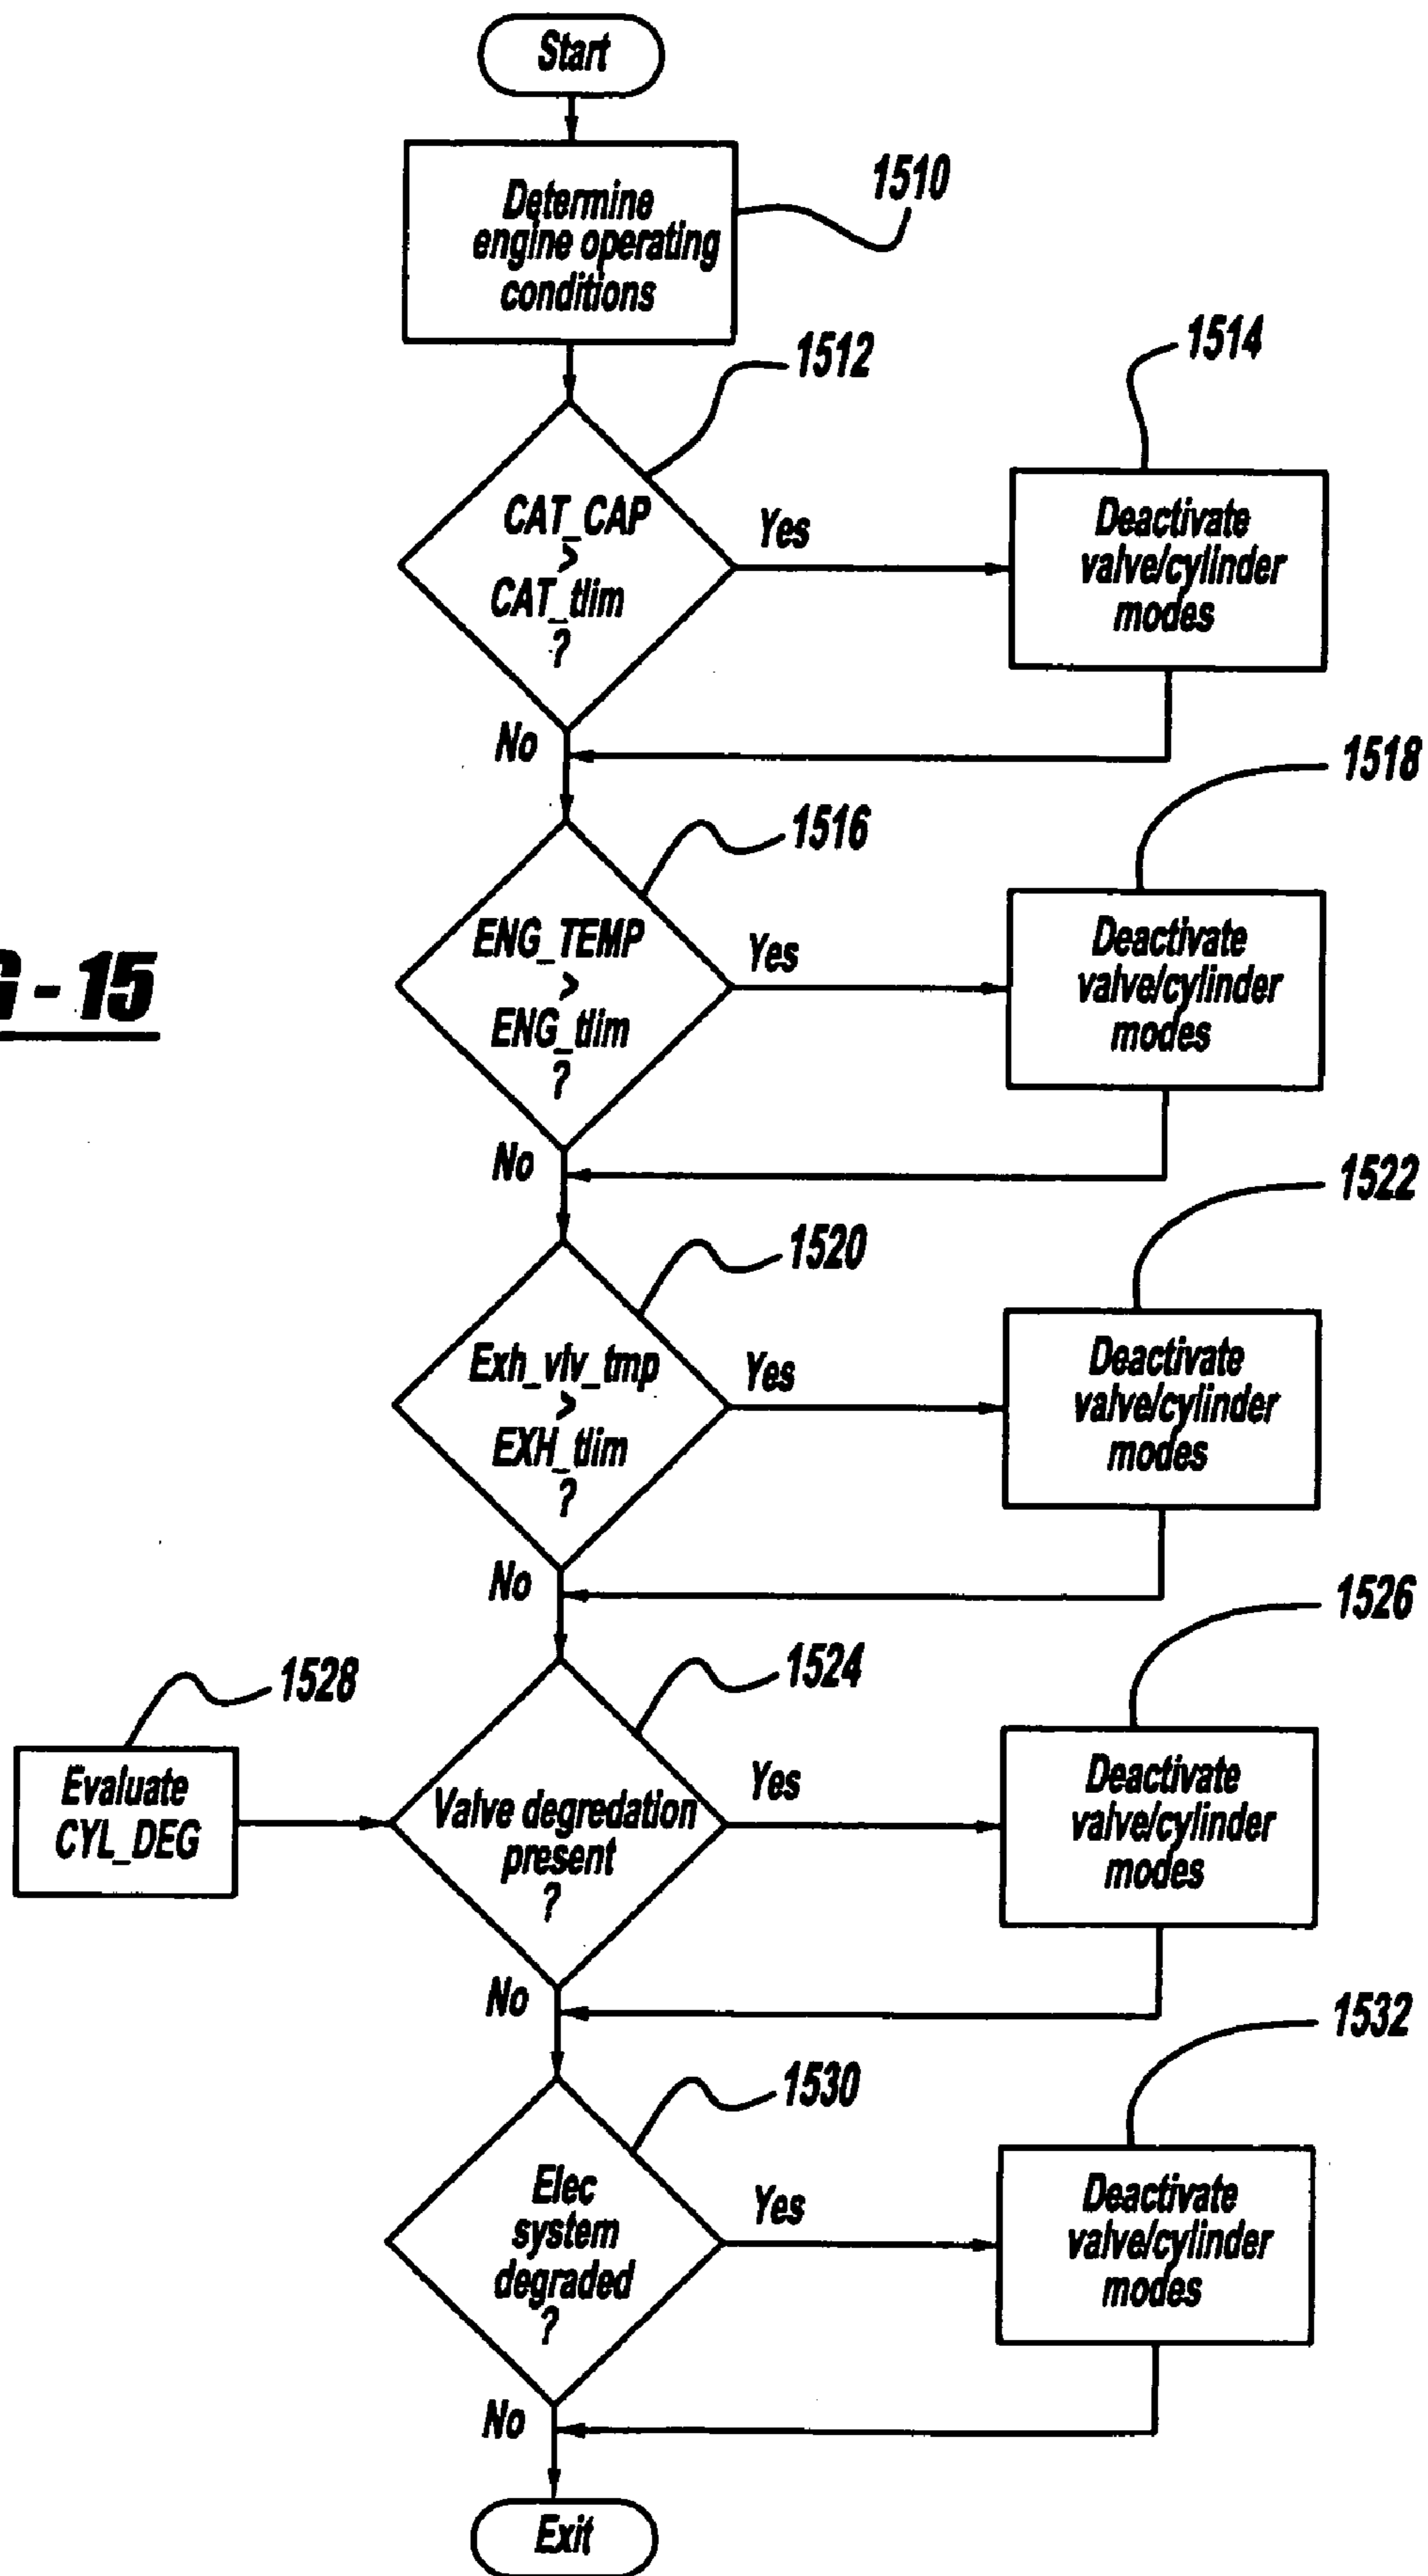 Start
Determine
engine operating
conditions
1510
1512
CAT_CAP
>
CAT_tlim
?
Yes
1514
Deactivate
valve/cylinder
modes
No
1516
ENG_TEMP
>
ENG_tlim
?
Yes
1518
Deactivate
valve/cylinder
modes
No
G - 15
1520
Exh_vlv_tmp
>
EXH_tlim
?
Yes
1522
Deactivate
valve/cylinder
modes
No
1528
Evaluate
CYL_DEG
1524
Valve degredation
present
?
Yes
1526
Deactivate
valve/cylinder
modes
No
1530
Elec
system
degraded
?
Yes
1532
Deactivate
valve/cylinder
modes
No
Exit